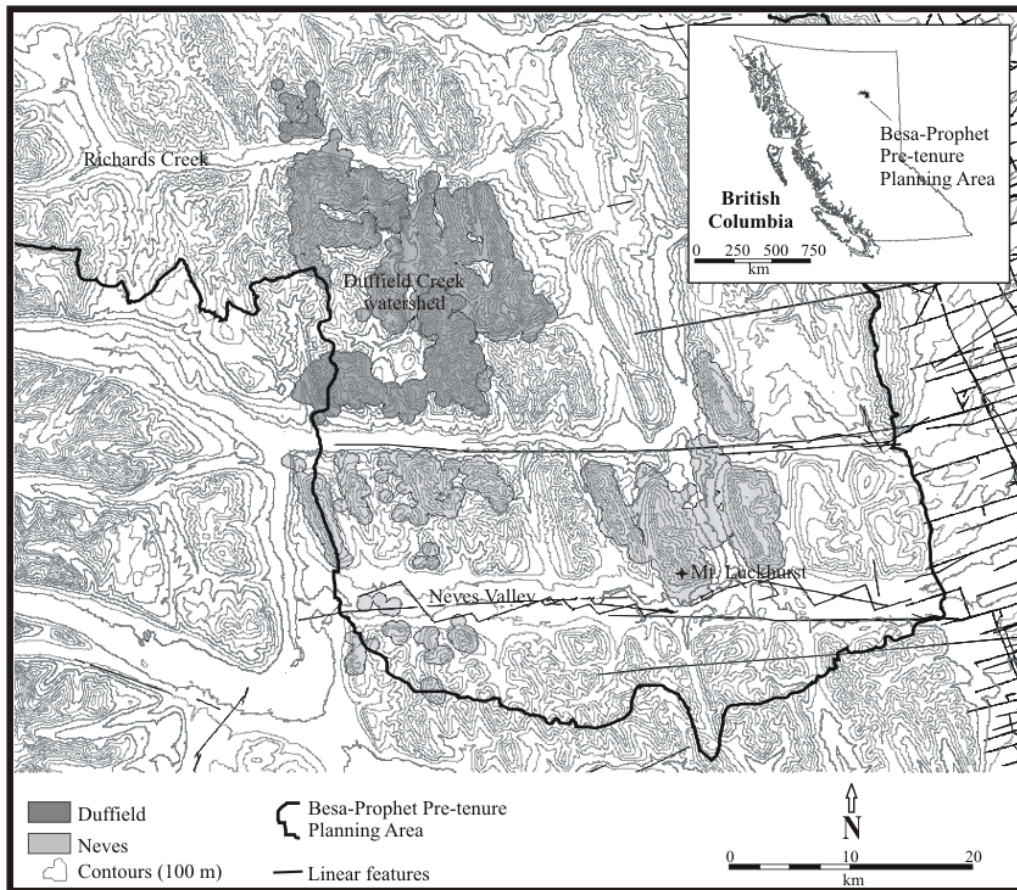 Besa-Prophet
Pre-tenure
Planning Area
British
Columbia
0 250 500 750
km
Richards Creek
Duffield Creek
watershed
Mt. Luckhurst
Neves Valley
Duffield
Neves
Contours (100 m)
Besa-Prophet Pre-tenure
Planning Area
Linear features
N
0 10 20
km